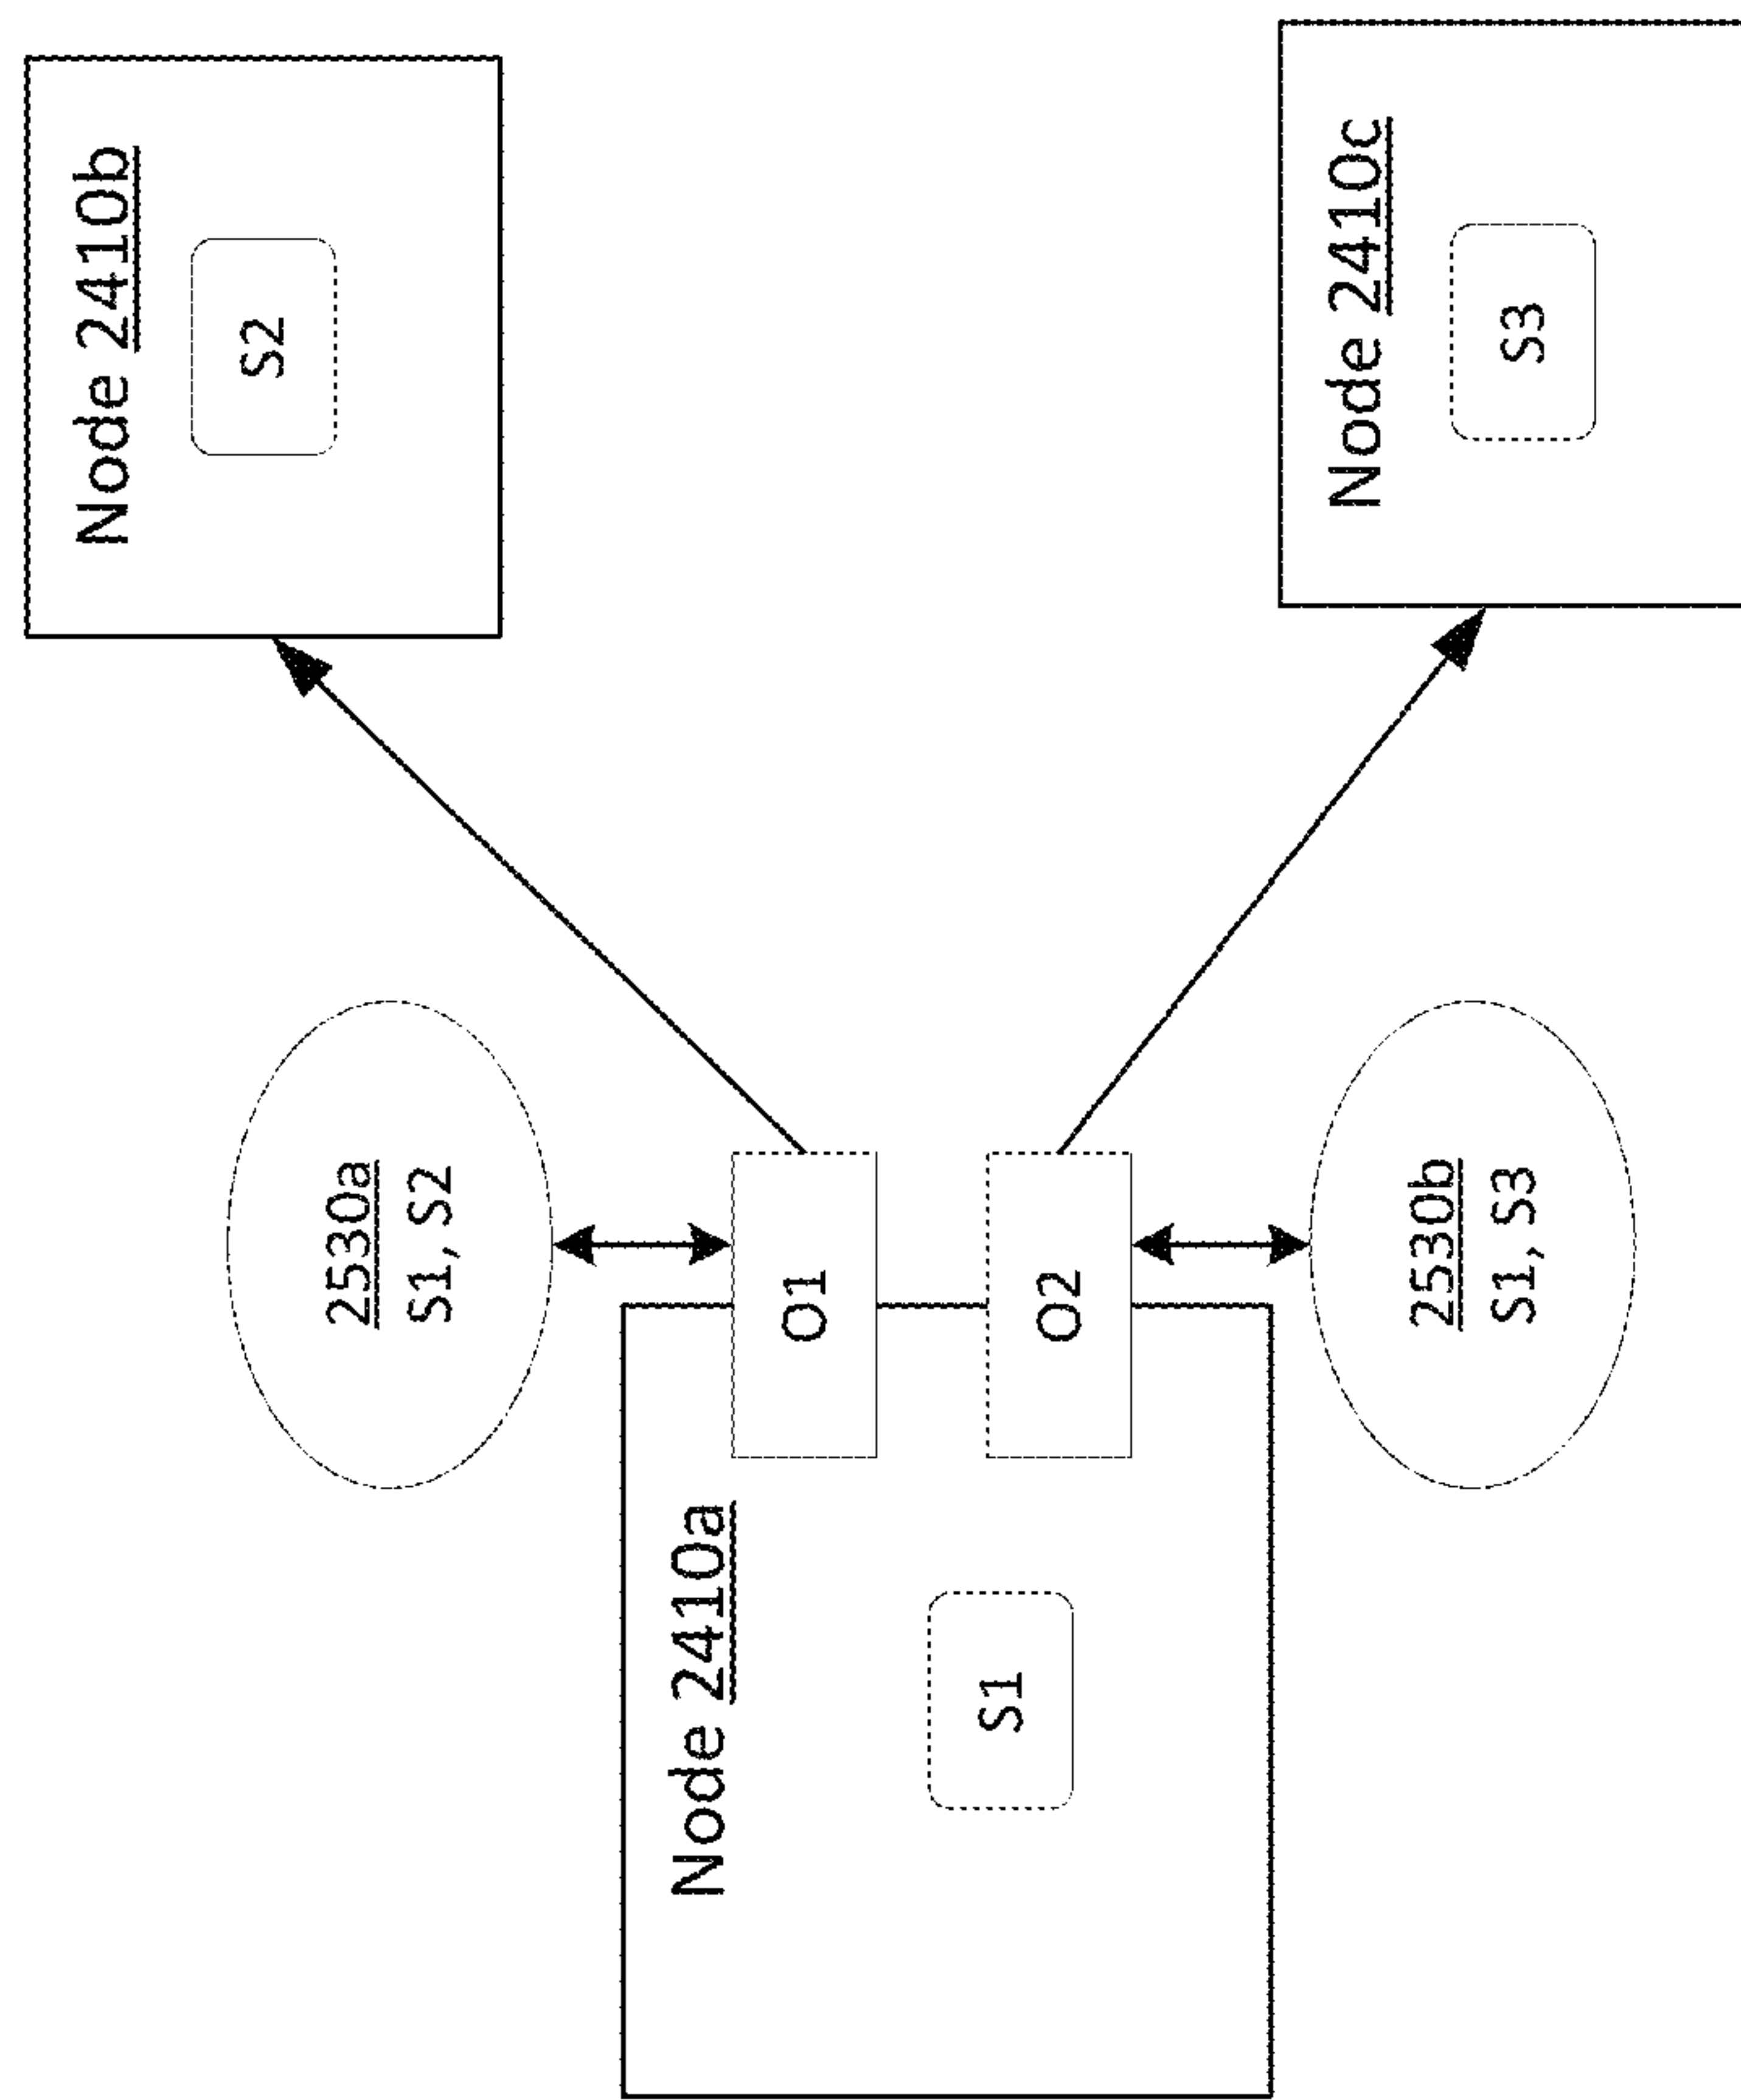 Node 2410b
S2
2530a
S1, S2
Node 2410a
O1
S1
O2
2530b
S1, S3
Node 2410c
S3